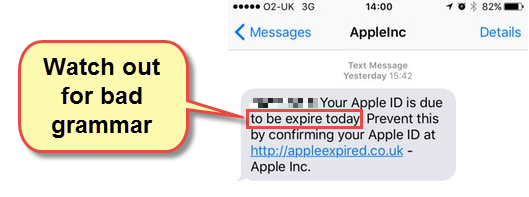 Watch out
for bad
grammar
O2-UK 3G 14:00 82%
Messages AppleInc Details
Text Message
Yesterday 15:42
Your Apple ID is due
to be expire today. Prevent this
by confirming your Apple ID at
http://appleexpired.co.uk -
Apple Inc.